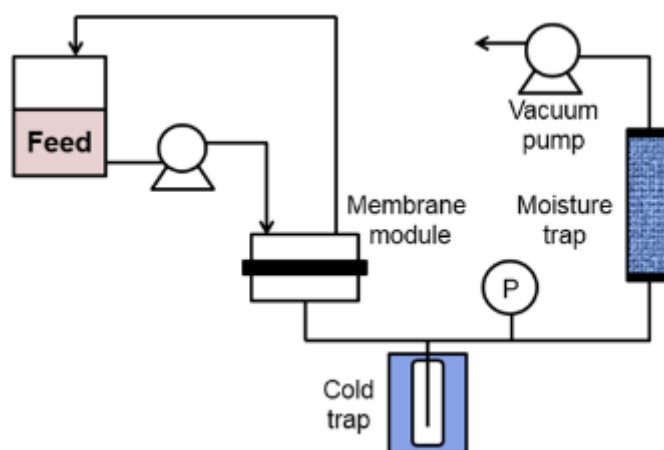 Feed
Vacuum
pump
Membrane
module
Moisture
trap
P
Cold
trap